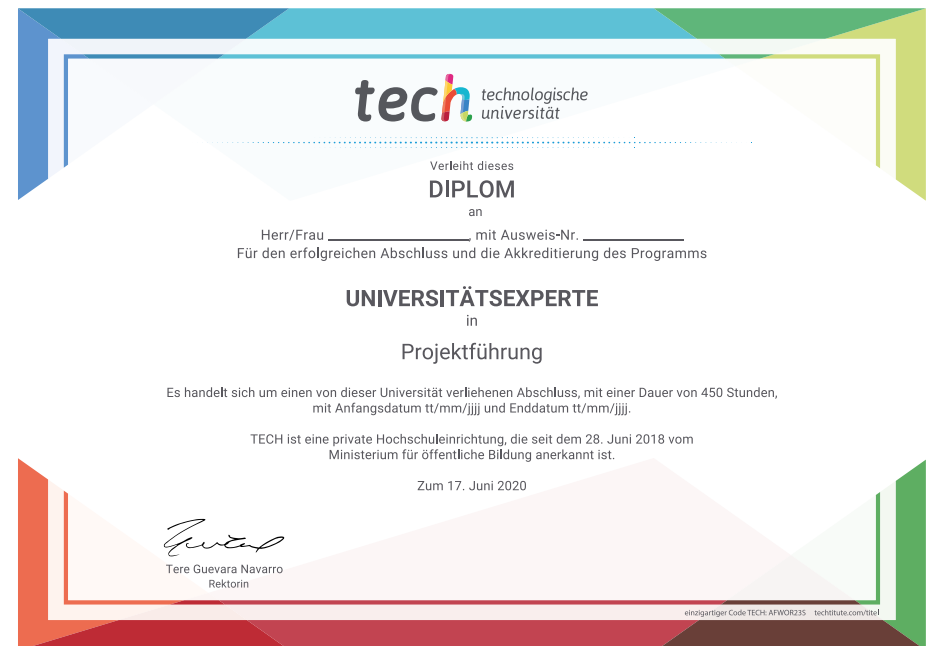 tech technologische
universität
Verleiht dieses
DIPLOM
an
Herr/Frau ________________, mit Ausweis-Nr. ____________
Für den erfolgreichen Abschluss und die Akkreditierung des Programms
UNIVERSITÄTSEXPERTE
in
Projektführung
Es handelt sich um einen von dieser Universität verliehenen Abschluss, mit einer Dauer von 450 Stunden,
mit Anfangsdatum tt/mm/jjjj und Enddatum tt/mm/jjjj.
TECH ist eine private Hochschuleinrichtung, die seit dem 28. Juni 2018 vom
Ministerium für öffentliche Bildung anerkannt ist.
Zum 17. Juni 2020
Tere Guevara Navarro
Rektorin
einzigartiger Code TECH: AFWOR23S techtitute.com/titel